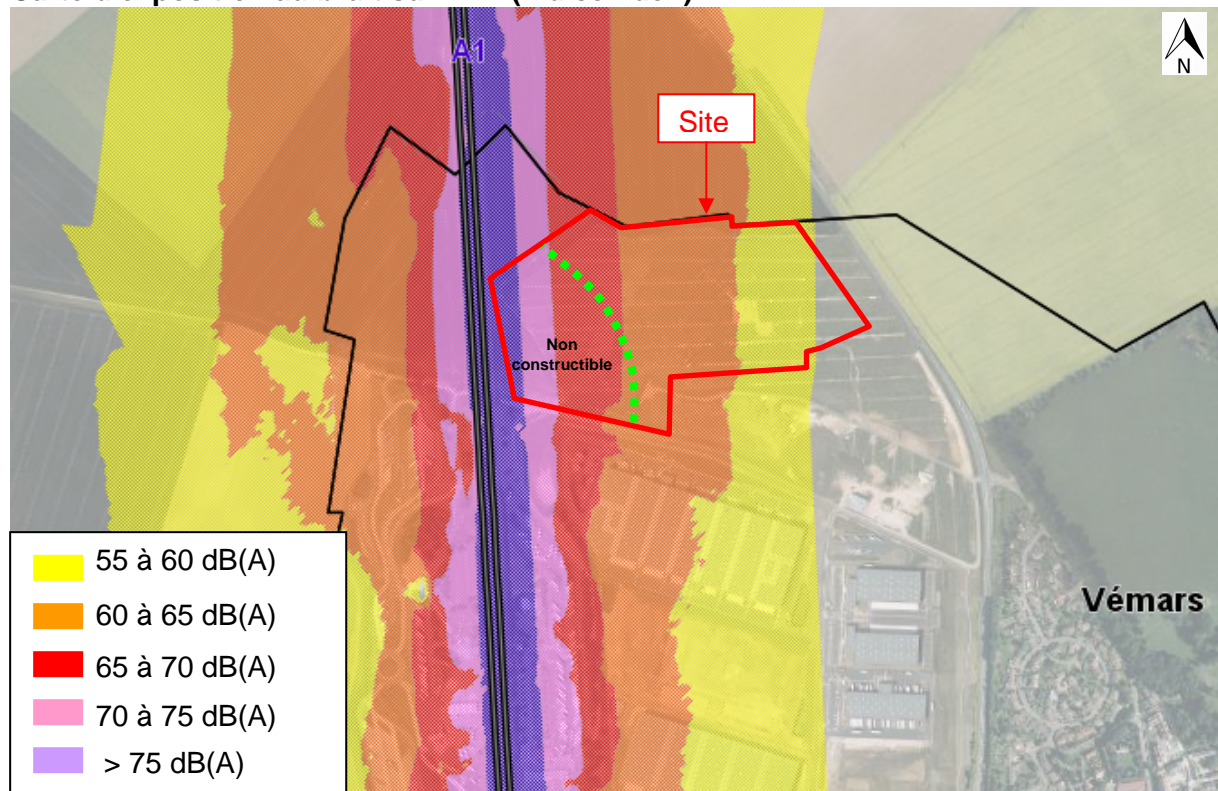 A1
N
Site
Non
constructible
55 à 60 dB(A)
60 à 65 dB(A)
65 à 70 dB(A)
70 à 75 dB(A)
> 75 dB(A)
Vémars